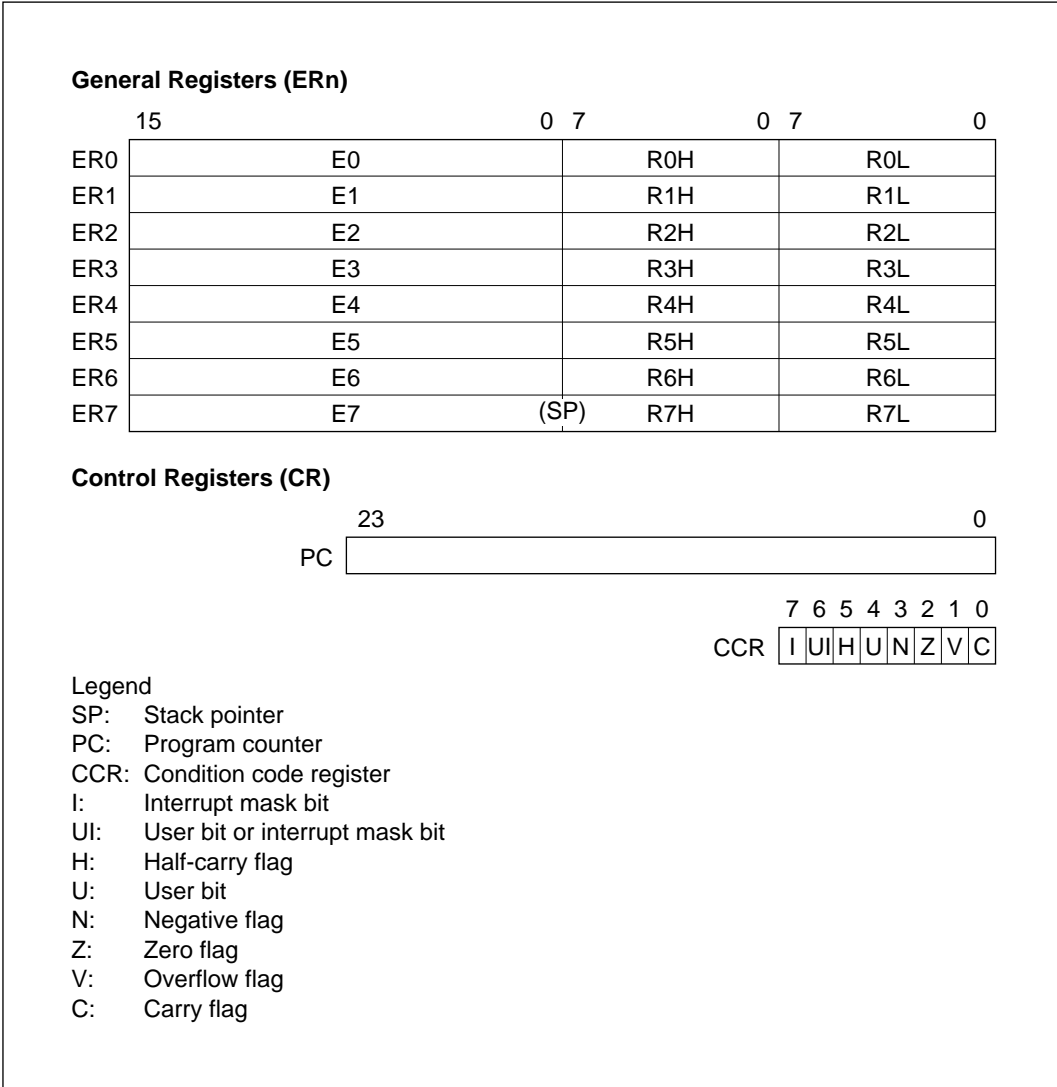 General Registers (ERn)
15 0 7 0 7 0
ER0 E0 R0H R0L
ER1 E1 R1H R1L
ER2 E2 R2H R2L
ER3 E3 R3H R3L
ER4 E4 R4H R4L
ER5 E5 R5H R5L
ER6 E6 R6H R6L
ER7 E7 (SP) R7H R7L
Control Registers (CR)
23 0
PC
7 6 5 4 3 2 1 0
CCR I UI H U N Z V C
Legend
SP: Stack pointer
PC: Program counter
CCR: Condition code register
I: Interrupt mask bit
UI: User bit or interrupt mask bit
H: Half-carry flag
U: User bit
N: Negative flag
Z: Zero flag
V: Overflow flag
C: Carry flag